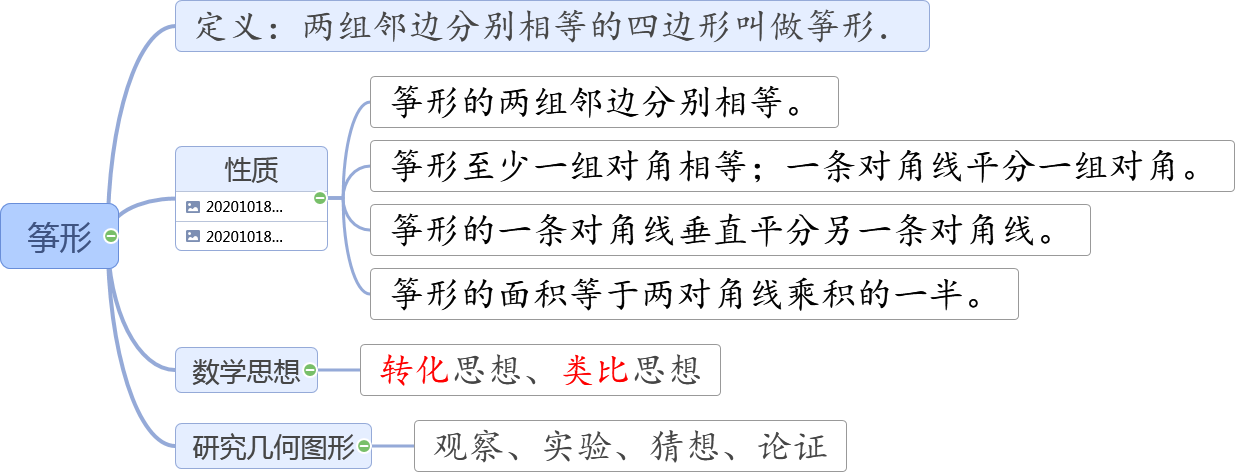 定义：两组邻边分别相等的四边形叫做筝形.
筝形的两组邻边分别相等。
性质
筝形至少一组对角相等；一条对角线平分一组对角。
20201018...
筝形的一条对角线垂直平分另一条对角线。
20201018...
筝形
筝形的面积等于两对角线乘积的一半。
数学思想
转化思想、类比思想
研究几何图形
观察、实验、猜想、论证